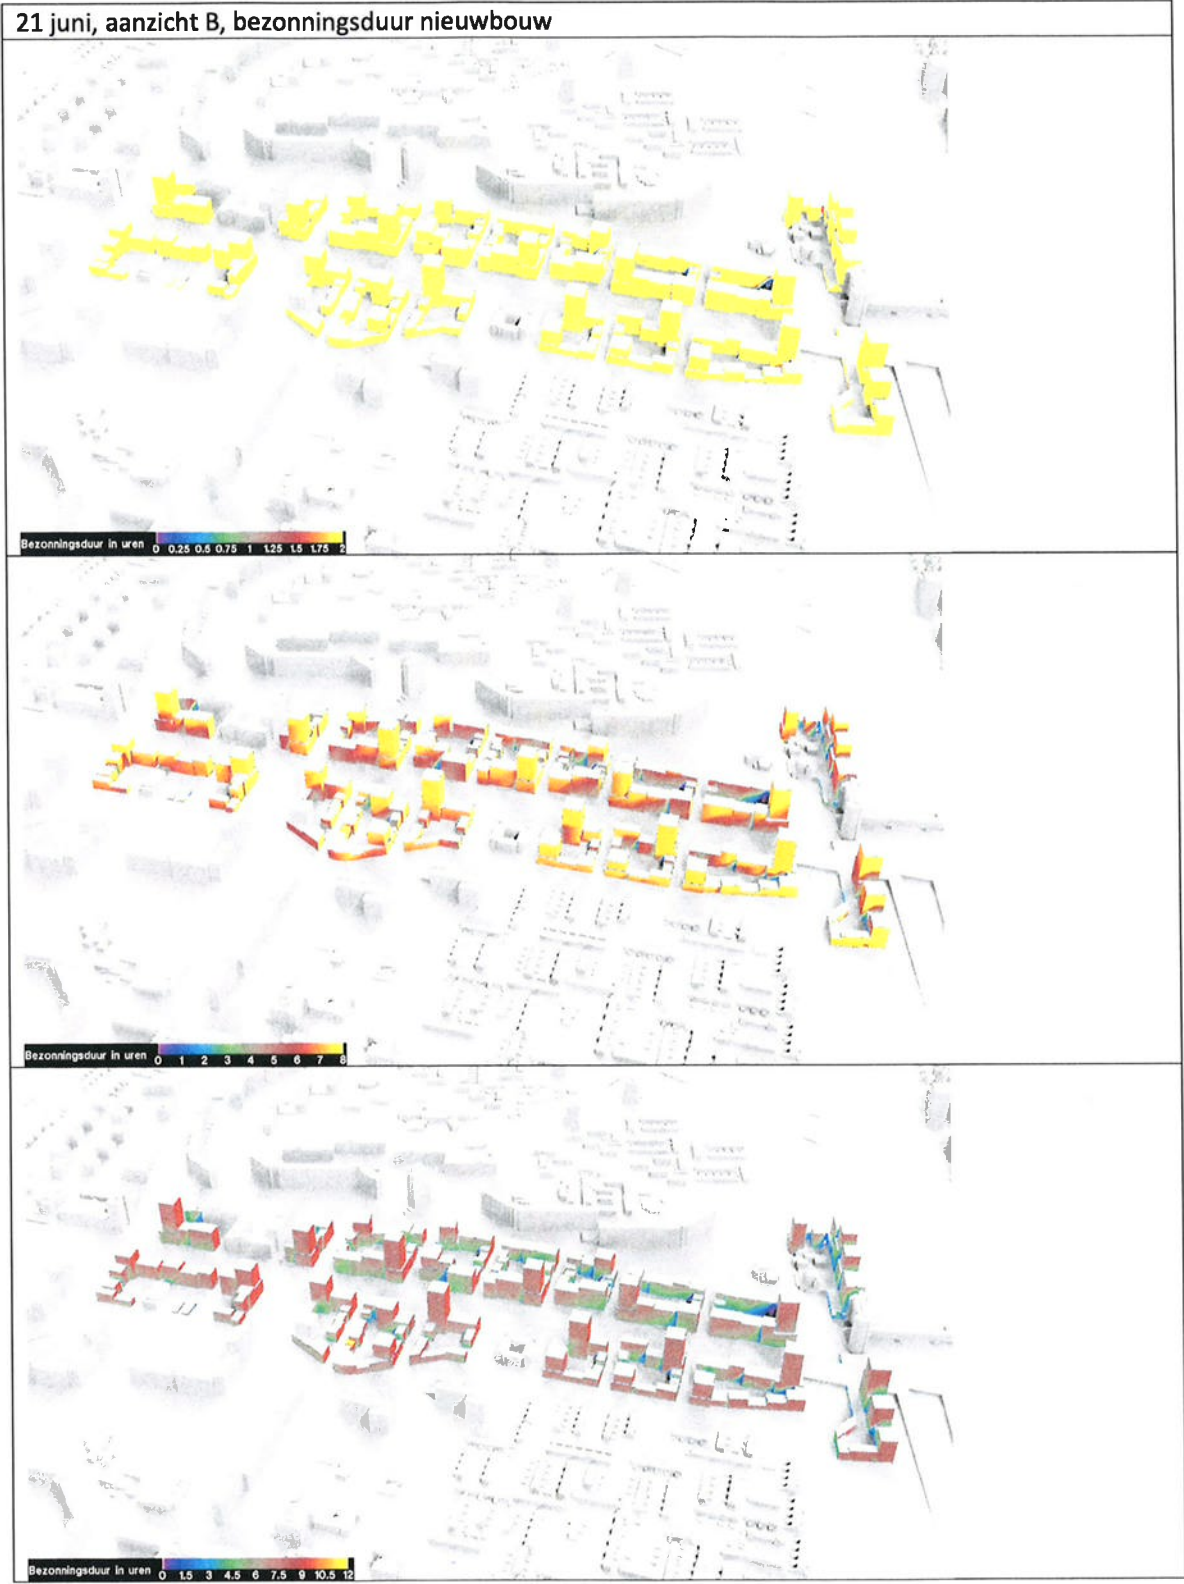 21 juni, aanzicht B, bezonningsduur nieuwbouw
Bezonningsduur in uren 0 0.25 0.5 0.75 1 1.25 1.5 1.75 2
Bezonningsduur in uren 0 1 2 3 4 5 6 7 8
Bezonningsduur in uren 0 1.5 3 4.5 6 7.5 9 10.5 12